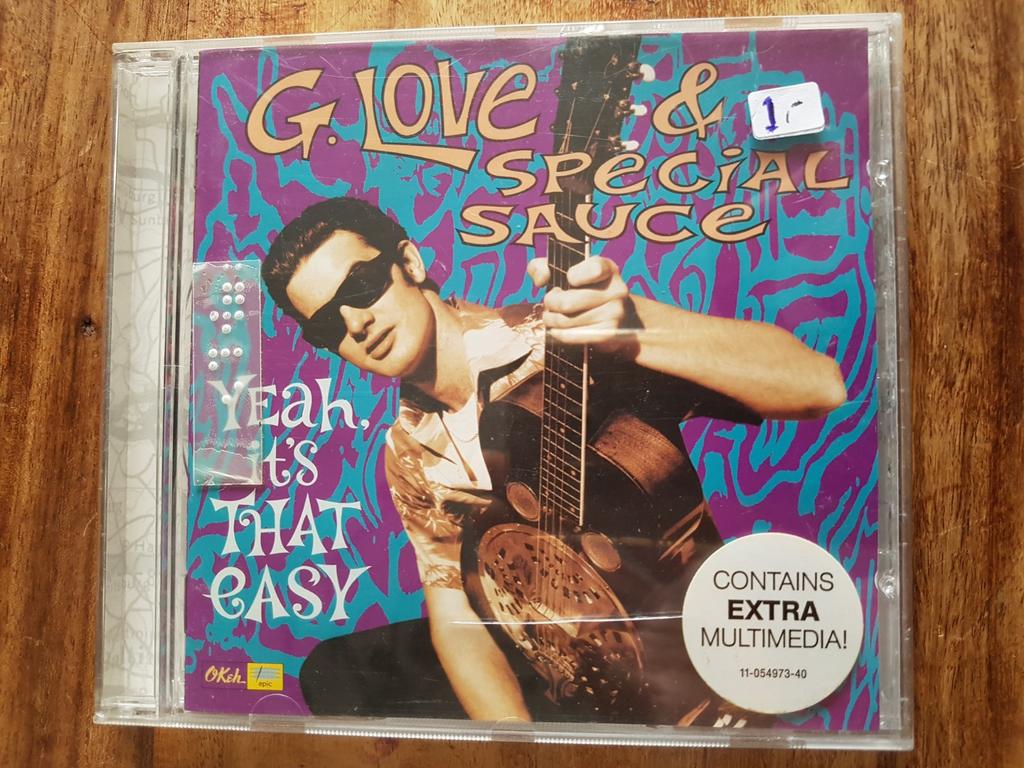 G. Love &
Special
Sauce
1
Yeah,
it's
That
easy
OKeh
epic
CONTAINS
EXTRA
MULTIMEDIA!
11-054973-40